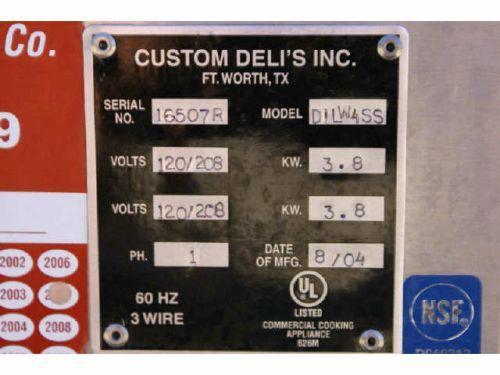 Co.
9
CUSTOM DELI'S INC.
FT. WORTH, TX
SERIAL NO. 16507R MODEL DILW4SS
VOLTS 120/208 KW. 3.8
VOLTS 120/208 KW. 3.8
PH. 1 DATE OF MFG. 8/04
60 HZ
3 WIRE
UL
LISTED
COMMERCIAL COOKING
APPLIANCE
626M
2002 2006
2003
2004 2008
NSF.